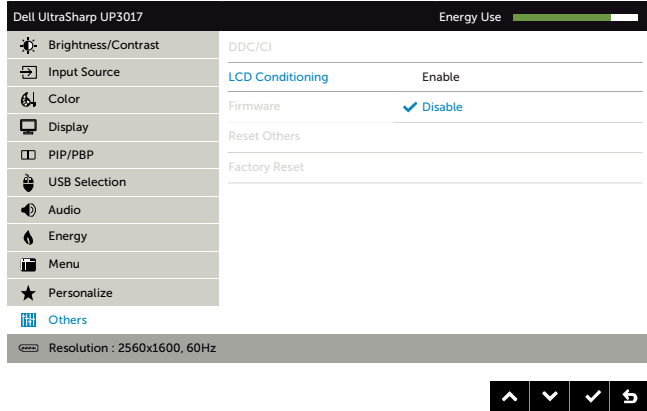 Dell UltraSharp UP3017 Energy Use
Brightness/Contrast DDC/CI
Input Source LCD Conditioning Enable
Color Firmware Disable
Display Reset Others
PIP/PBP Factory Reset
USB Selection
Audio
Energy
Menu
Personalize
Others
Resolution : 2560x1600, 60Hz